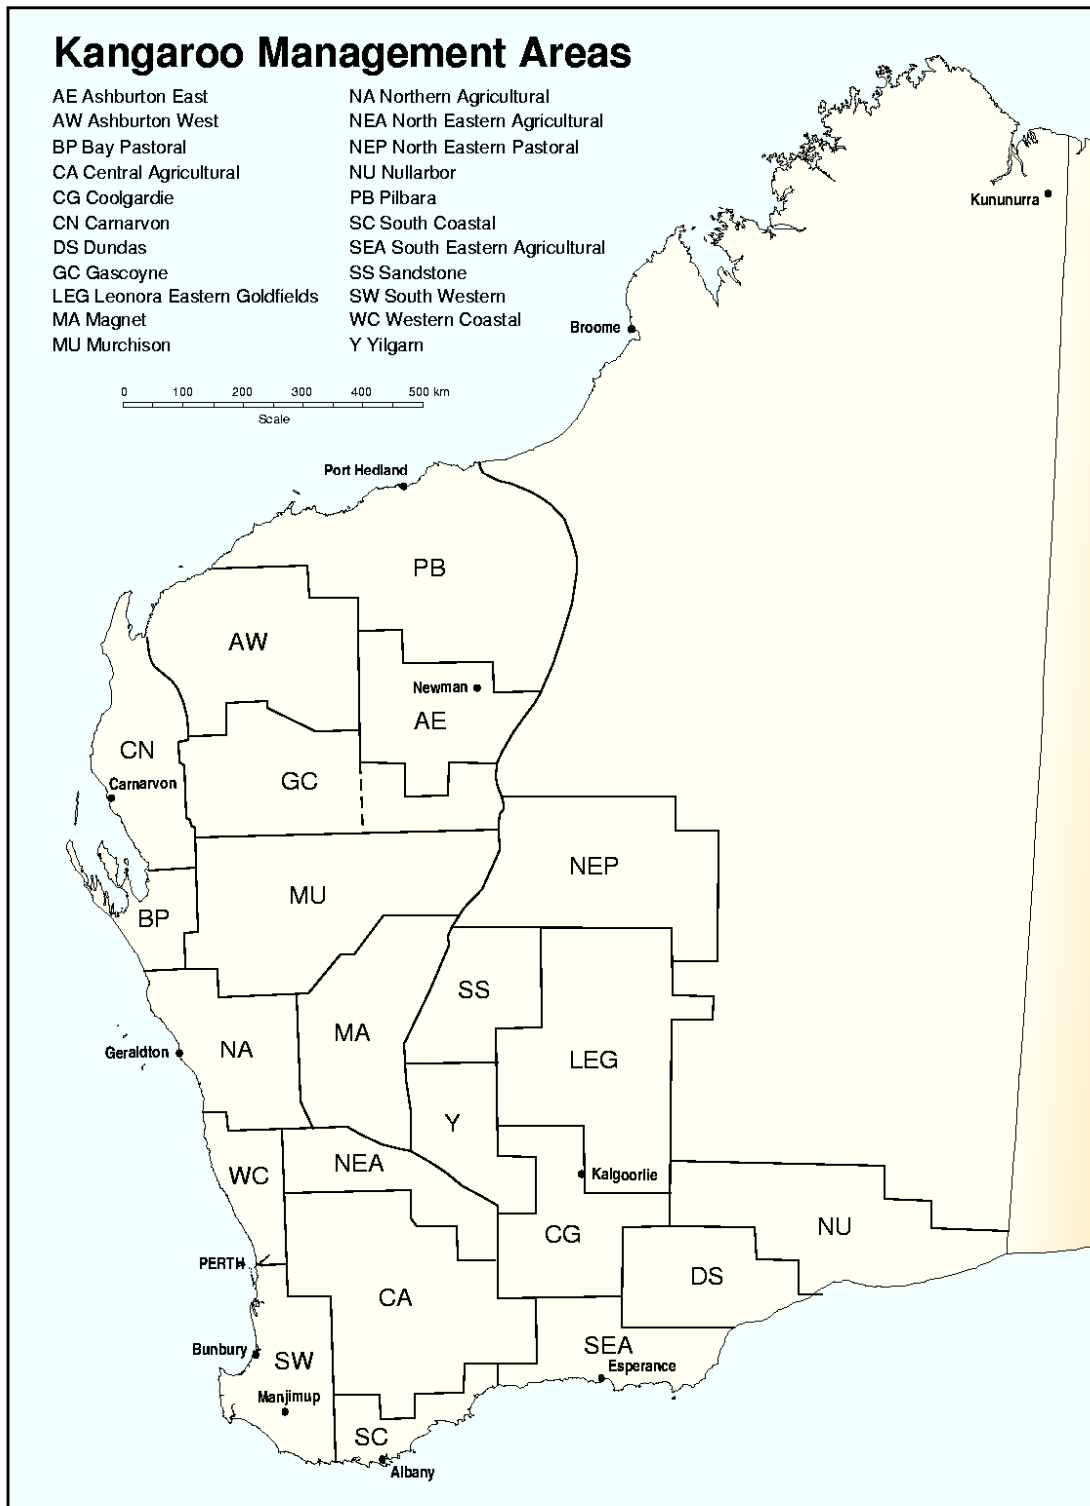 Kangaroo Management Areas
AE Ashburton East
AW Ashburton West
BP Bay Pastoral
CA Central Agricultural
CG Coolgardie
CN Carnarvon
DS Dundas
GC Gascoyne
LEG Leonora Eastern Goldfields
MA Magnet
MU Murchison
NA Northern Agricultural
NEA North Eastern Agricultural
NEP North Eastern Pastoral
NU Nullarbor
PB Pilbara
SC South Coastal
SEA South Eastern Agricultural
SS Sandstone
SW South Western
WC Western Coastal
Y Yilgarn
0 100 200 300 400 500 km
Scale
Kununurra
Broome
Port Hedland
PB
AW
Newman
AE
CN
GC
Carnarvon
NEP
MU
BP
SS
MA
NA
Geraldton
LEG
Y
NEA
WC
Kalgoorlie
NU
CG
PERTH
DS
CA
SEA
Bunbury
SW
Esperance
Manjimup
SC
Albany